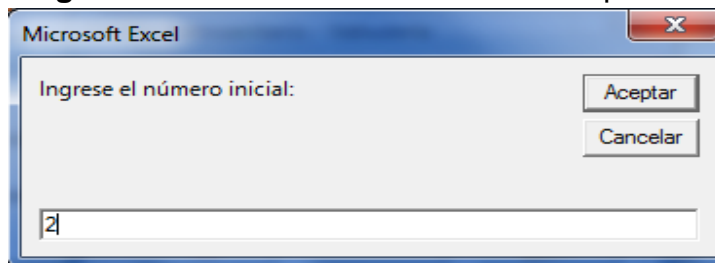 Microsoft Excel
Ingrese el número inicial:
Aceptar
Cancelar
2